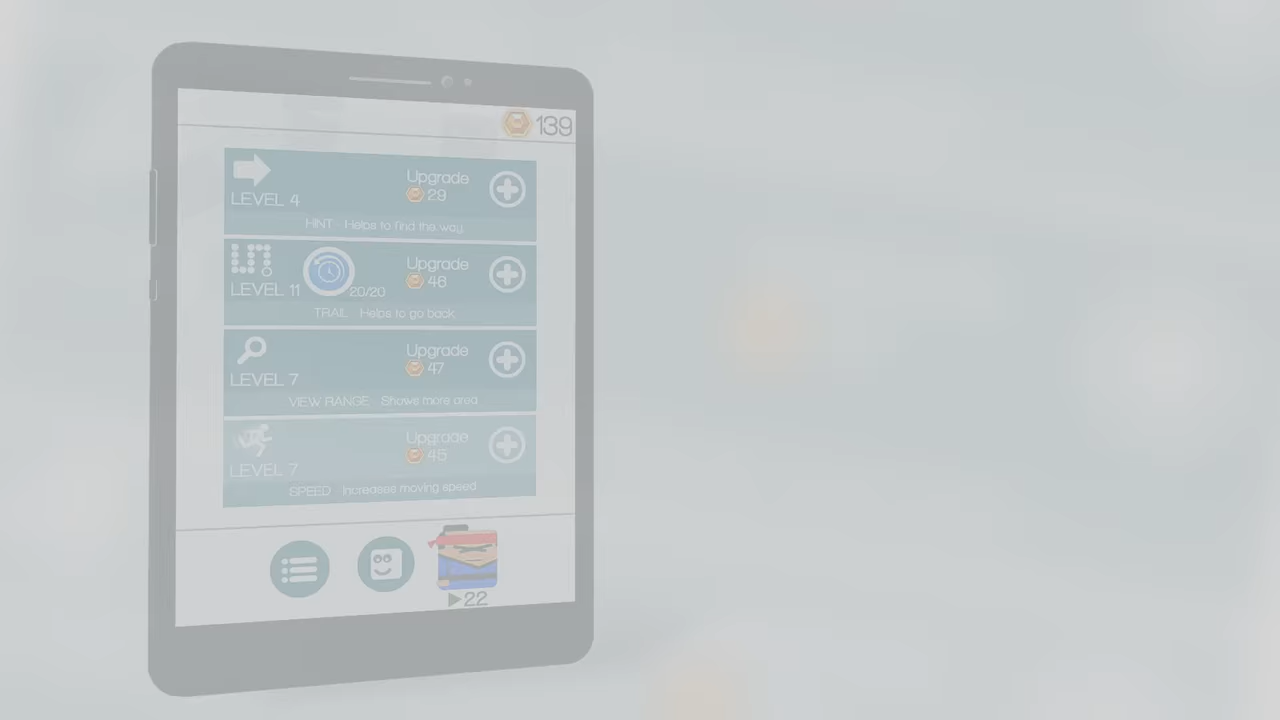 139
LEVEL 4
Upgrade
29
HINT Helps to find the way
LEVEL 11
20/20
Upgrade
46
TRAIL Helps to go back
LEVEL 7
Upgrade
47
VIEW RANGE Shows more area
LEVEL 7
Upgrade
45
SPEED Increases moving speed
22